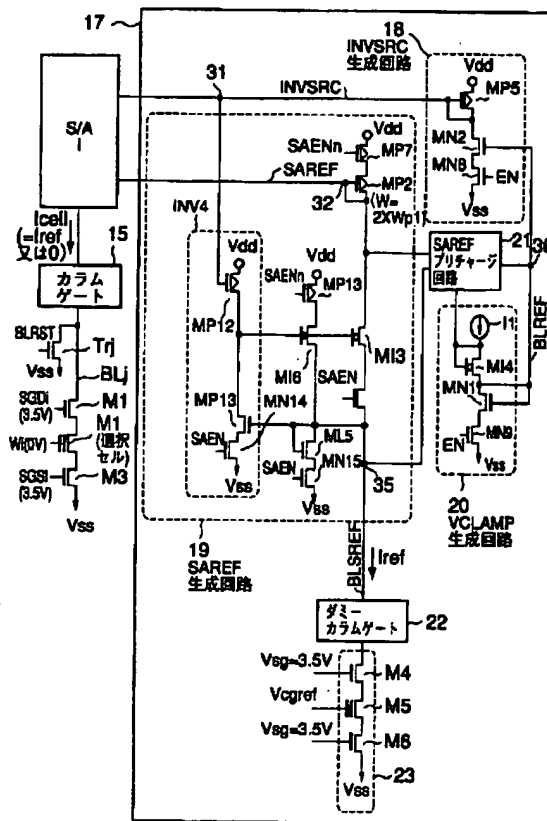 17
18
INVSRC
生成回路
Vdd
MP5
31
INVSRC
S/A
I
Vdd
SAENn
MP7
MN2
MN8
EN
Vss
SAREF
MP2
32
(W=
2XWp1)
Icell
(=Iref
又は0)
15
カラム
ゲート
INV4
Vdd
Vdd
SAENn
MP13
MP12
MI3
MI6
21
SAREF
プリチャージ
回路
36
BLREF
I1
MI4
MN1
MN9
EN
Vss
20
VCLAMP
生成回路
BLRST
Trj
Vss
BLj
SGDi
(3.5V)
M1
Wi(0V)
M1
(選択
セル)
SGSi
(3.5V)
M3
Vss
MP13
MN14
SAEN
Vss
SAEN
ML5
SAEN
MN15
Vss
35
19
SAREF
生成回路
BLSREF
Iref
ダミー
カラムゲート
22
Vsg=3.5V
M4
Vcgref
M5
Vsg=3.5V
M6
Vss
23